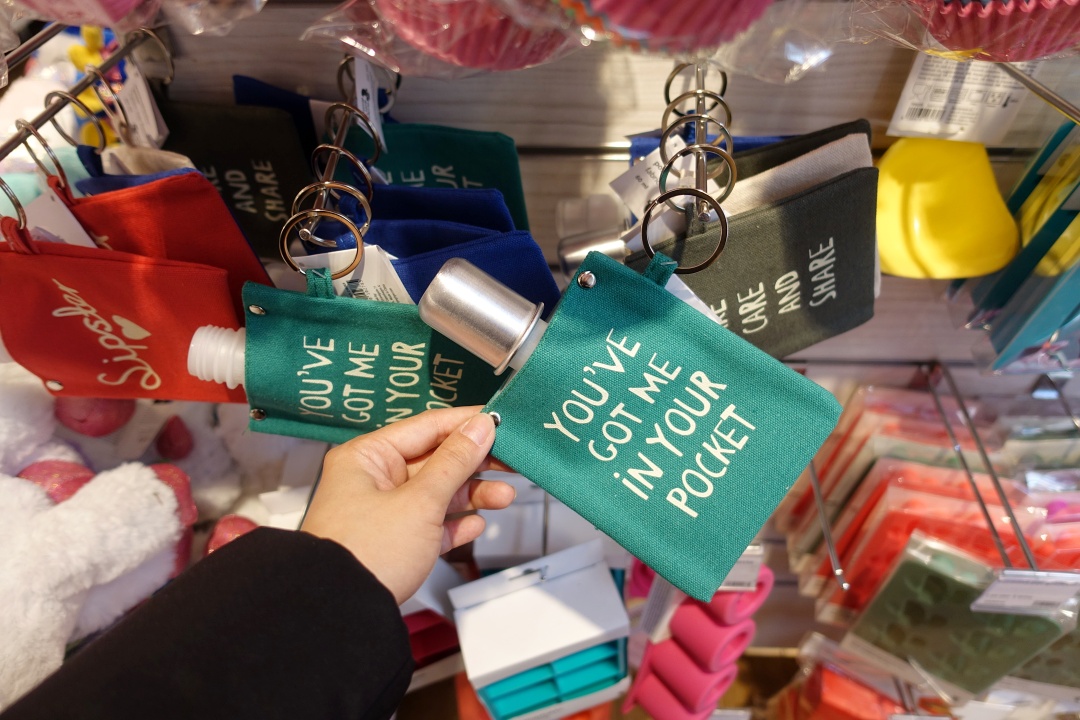 AND
SHARE
UR
Sipster
YOU'VE
GOT ME
iN YOUR
POCKET
YOU'VE
GOT ME
iN YOUR
POCKET
CARE
AND
SHARE